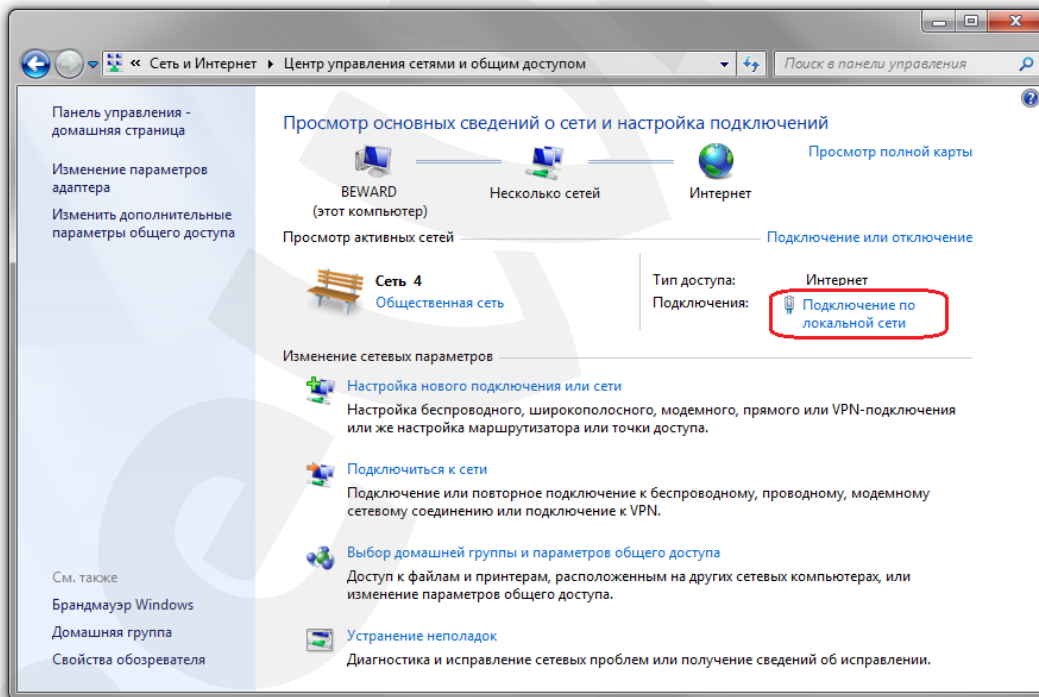 « Сеть и Интернет Центр управления сетями и общим доступом Поиск в панели управления
Панель управления -
домашняя страница
Изменение параметров
адаптера
Изменить дополнительные
параметры общего доступа
Просмотр основных сведений о сети и настройка подключений
Просмотр полной карты
BEWARD
(этот компьютер)
Несколько сетей
Интернет
Просмотр активных сетей
Подключение или отключение
Сеть 4
Общественная сеть
Тип доступа: Интернет
Подключения: Подключение по
локальной сети
Изменение сетевых параметров
Настройка нового подключения или сети
Настройка беспроводного, широкополосного, модемного, прямого или VPN-подключения
или же настройка маршрутизатора или точки доступа.
Подключиться к сети
Подключение или повторное подключение к беспроводному, проводному, модемному
сетевому соединению или подключение к VPN.
Выбор домашней группы и параметров общего доступа
Доступ к файлам и принтерам, расположенным на других сетевых компьютерах, или
изменение параметров общего доступа.
Устранение неполадок
Диагностика и исправление сетевых проблем или получение сведений об исправлении.
См. также
Брандмауэр Windows
Домашняя группа
Свойства обозревателя